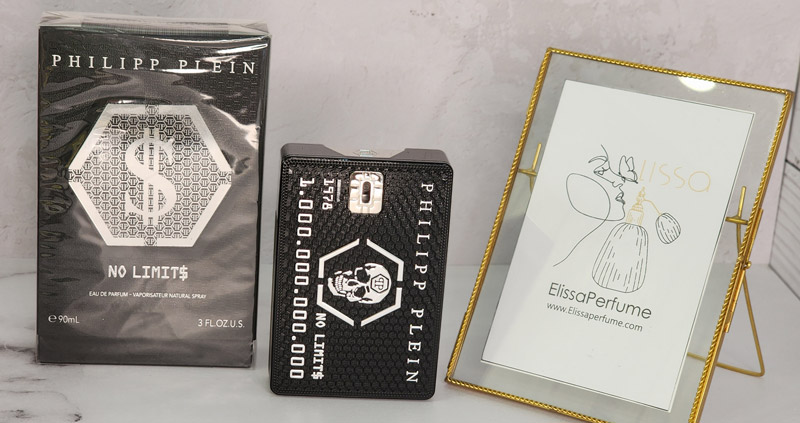 PHILIPP PLEIN
NO LIMIT$
EAU DE PARFUM - VAPORISATEUR NATURAL SPRAY
℮ 90mL
3 FL.OZ.U.S.
PHILIPP PLEIN
1978
1.000.000.000.000
NO LIMIT$
Elissa
ElissaPerfume
www.Elissaperfume.com